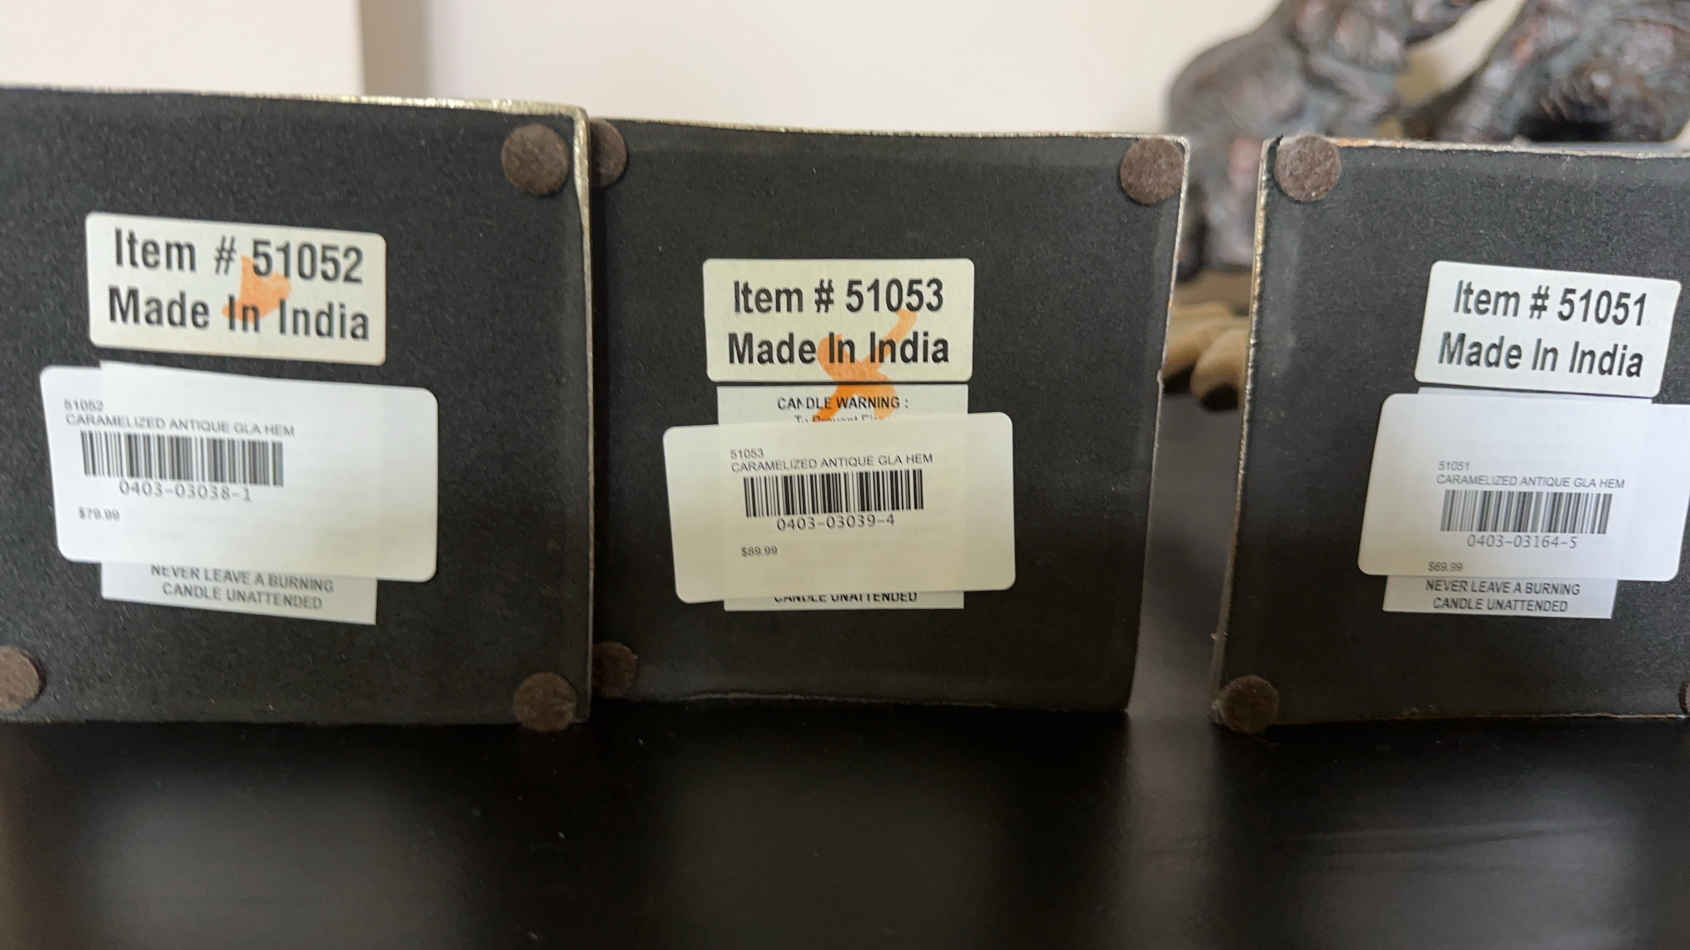 Item # 51052
Made In India
51052
CARAMELIZED ANTIQUE GLA HEM
0403-03038-1
$79.99
NEVER LEAVE A BURNING
CANDLE UNATTENDED
Item # 51053
Made In India
CANDLE WARNING :
To Prevent
51053
CARAMELIZED ANTIQUE GLA HEM
0403-03039-4
$89.99
CANDLE UNATTENDED
Item # 51051
Made In India
51051
CARAMELIZED ANTIQUE GLA HEM
0403-03164-5
$69.99
NEVER LEAVE A BURNING
CANDLE UNATTENDED